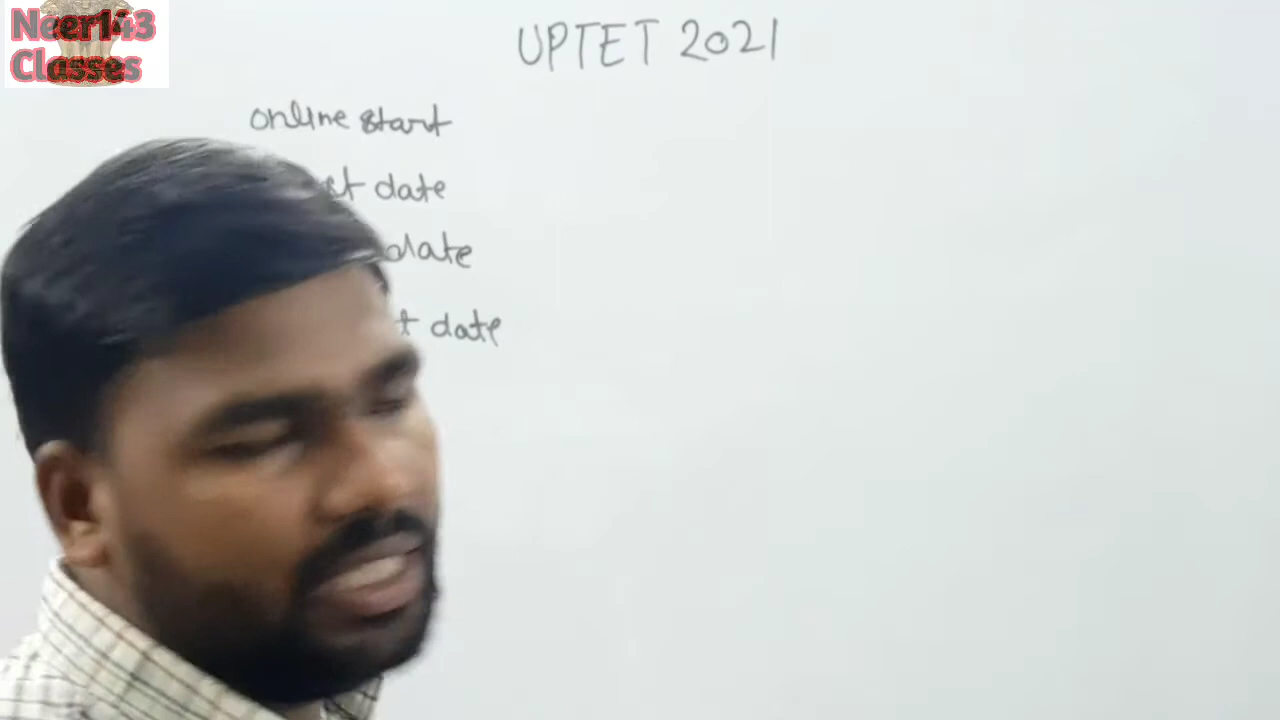 Neer143
Classes
UPTET 2021
online start
date
date
date